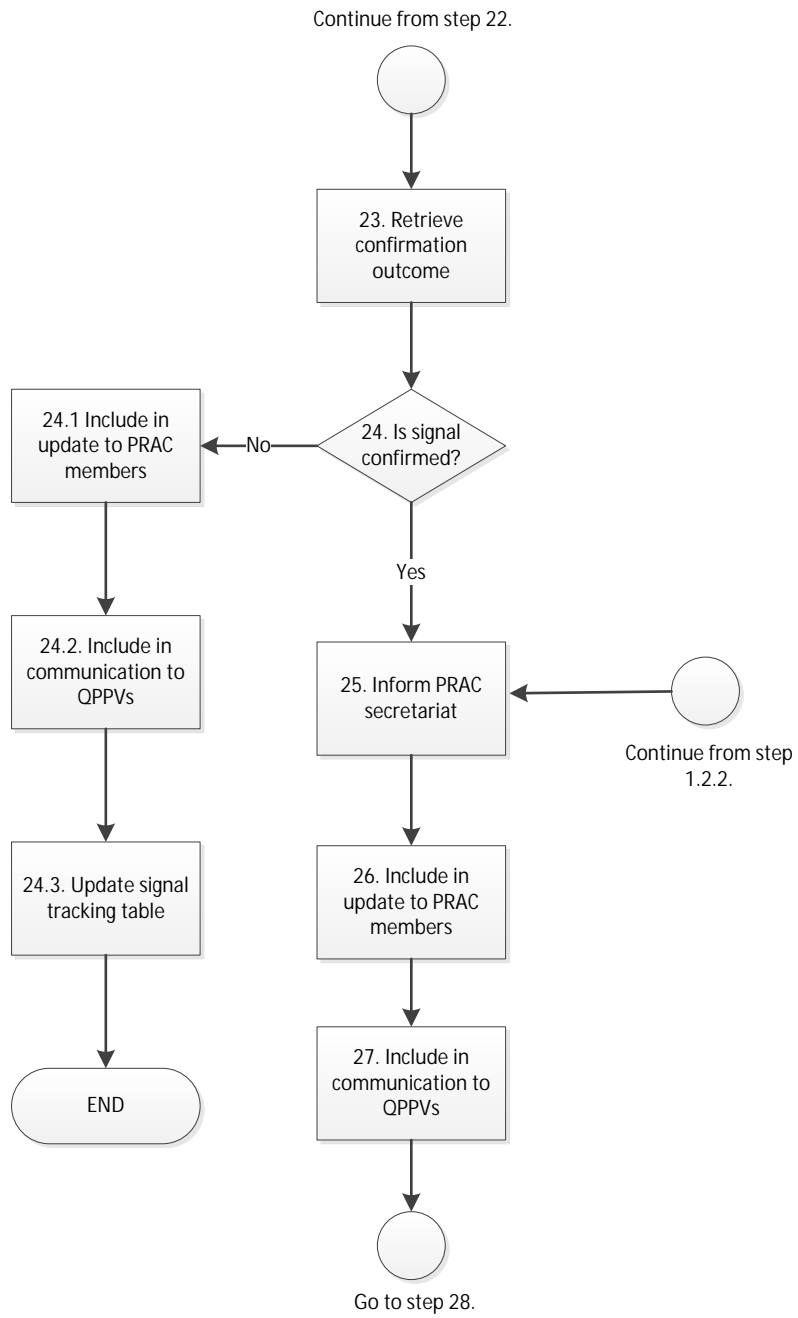 Continue from step 22.
23. Retrieve
confirmation
outcome
24. Is signal
confirmed?
No
24.1 Include in
update to PRAC
members
24.2. Include in
communication to
QPPVs
24.3. Update signal
tracking table
END
Yes
25. Inform PRAC
secretariat
Continue from step
1.2.2.
26. Include in
update to PRAC
members
27. Include in
communication to
QPPVs
Go to step 28.